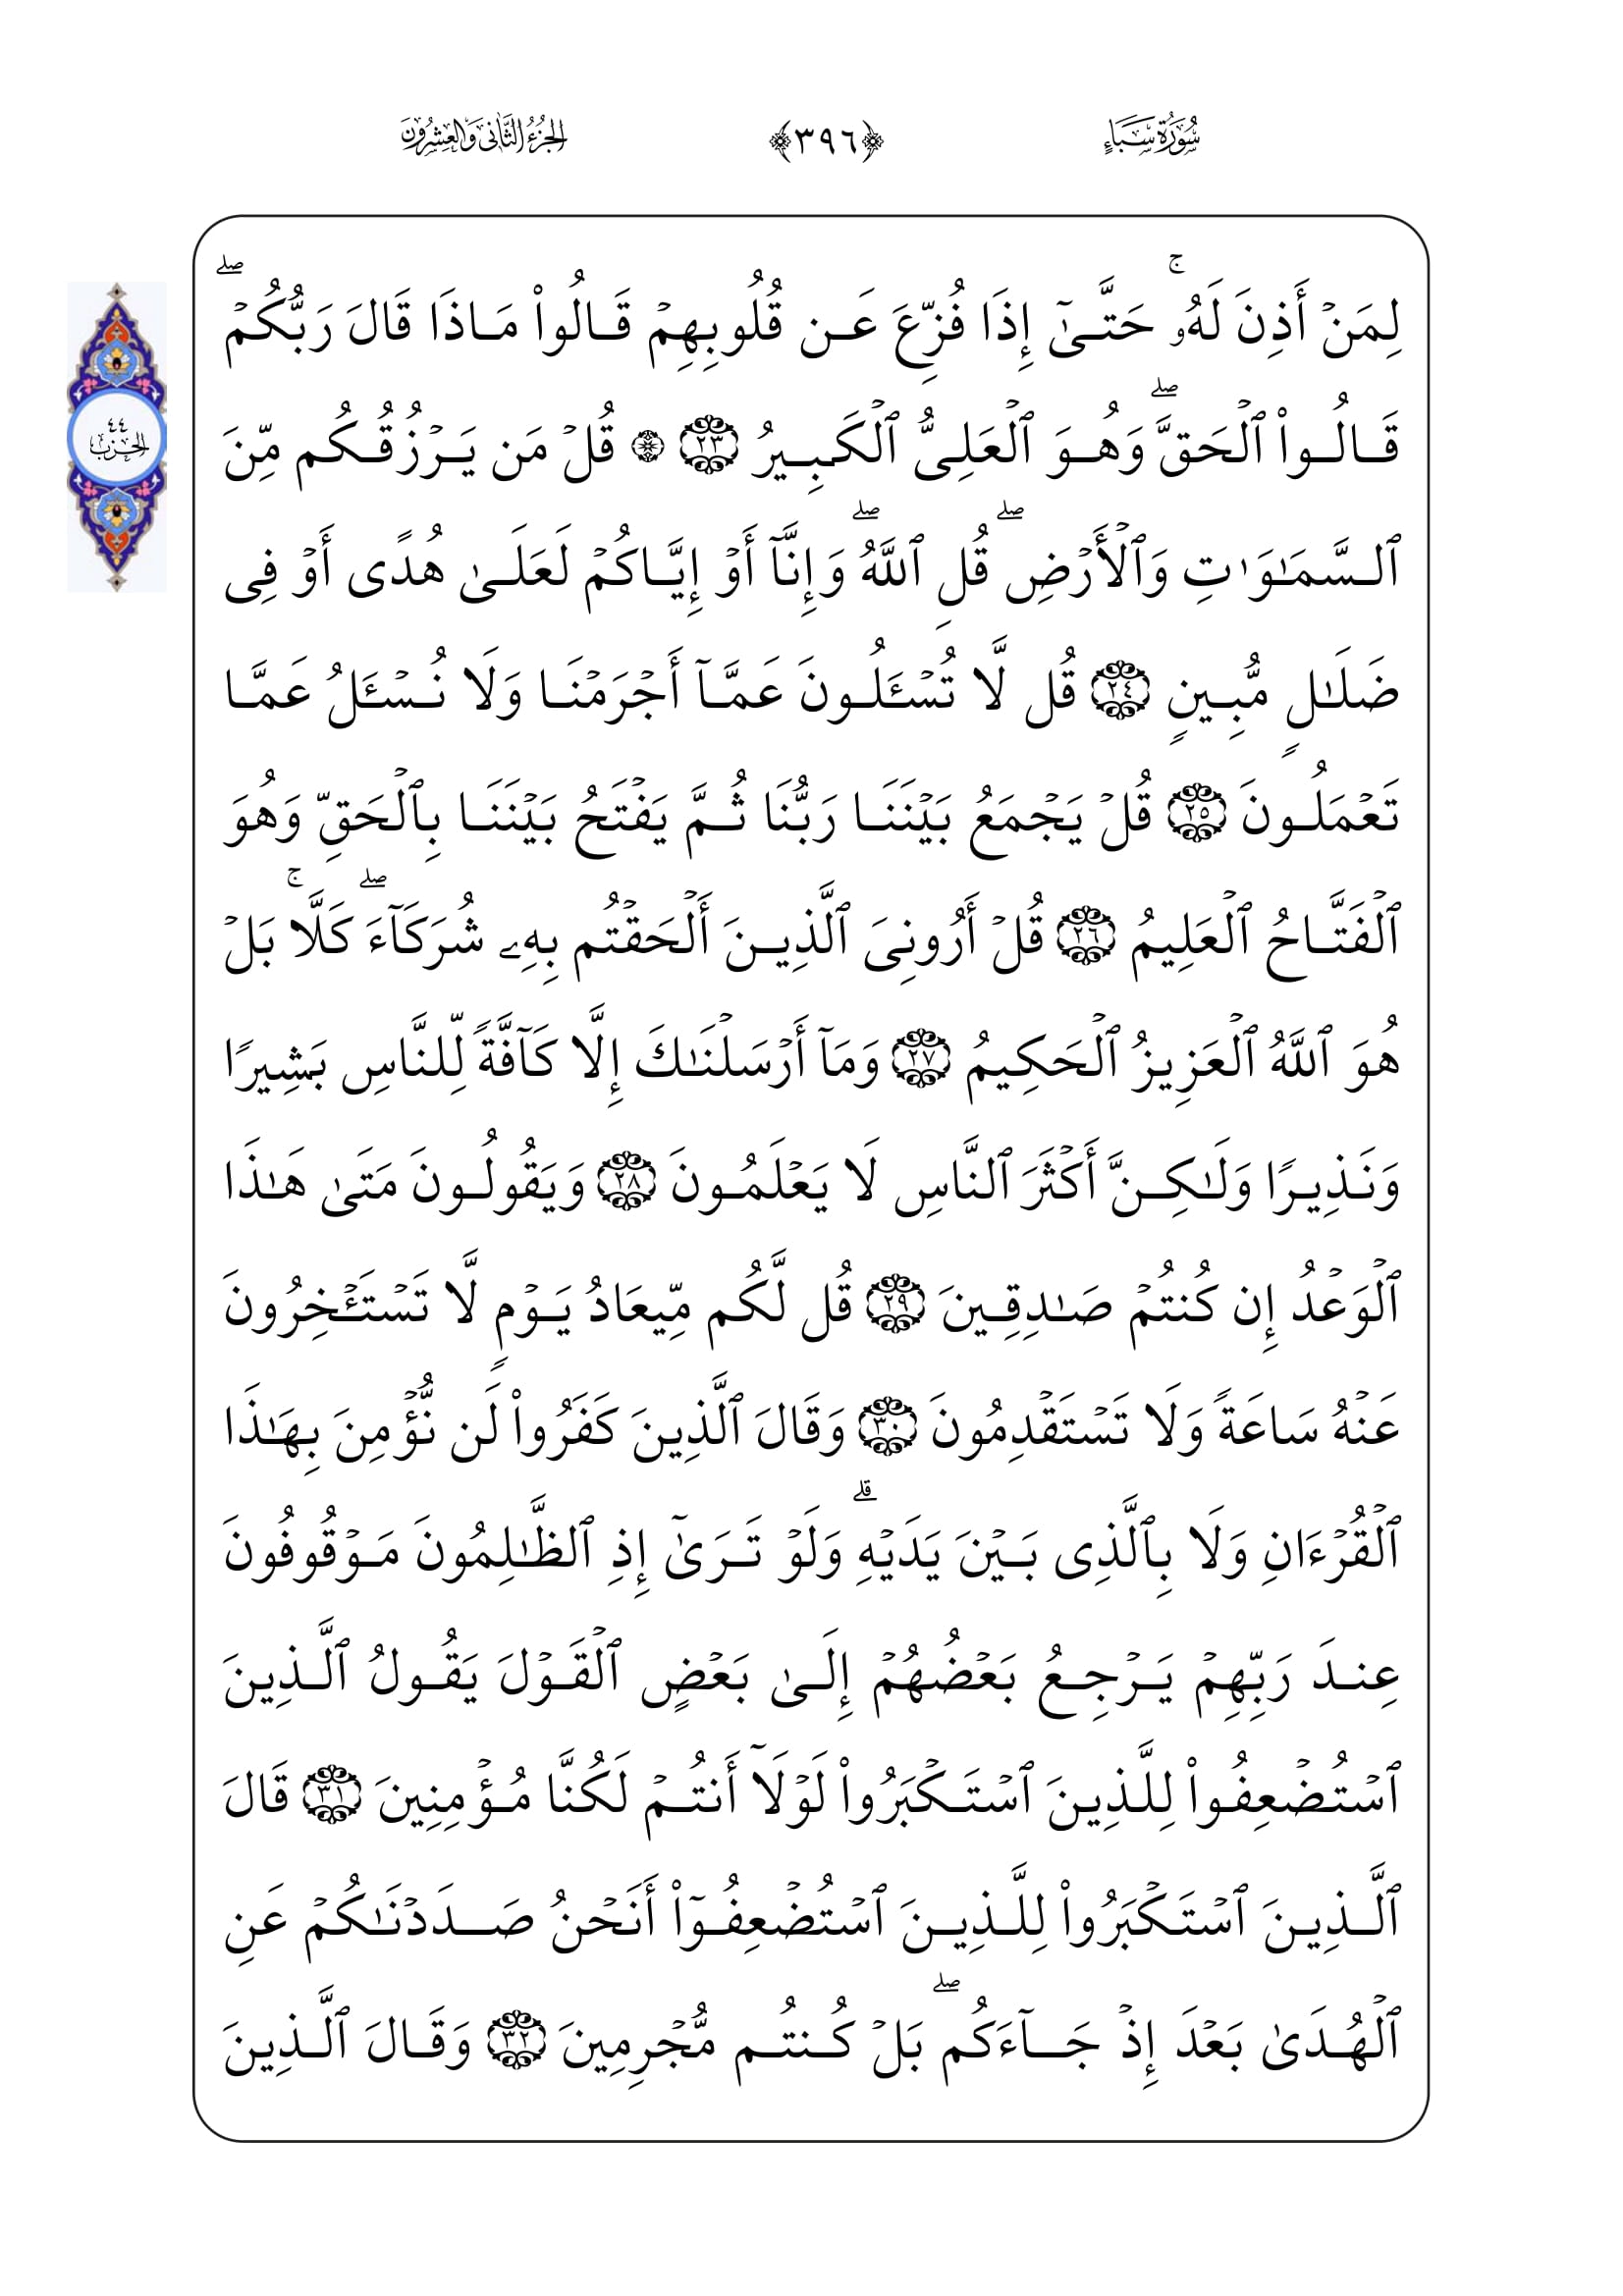 سُورَةُ سَبَإٍ
﴿٣٩٦﴾
الجُزْءُ الثَّانِي وَالعِشْرُونَ
٤٤
الحزب
لِمَنۡ أَذِنَ لَهُۥۚ حَتَّىٰٓ إِذَا فُزِّعَ عَن قُلُوبِهِمۡ قَالُواْ مَاذَا قَالَ رَبُّكُمۡۖ
قَالُواْ ٱلۡحَقَّۖ وَهُوَ ٱلۡعَلِيُّ ٱلۡكَبِيرُ ٢٣ ۞ قُلۡ مَن يَرۡزُقُكُم مِّنَ
ٱلسَّمَٰوَٰتِ وَٱلۡأَرۡضِۖ قُلِ ٱللَّهُۖ وَإِنَّآ أَوۡ إِيَّاكُمۡ لَعَلَىٰ هُدًى أَوۡ فِي
ضَلَٰلٖ مُّبِينٖ ٢٤ قُل لَّا تُسۡـَٔلُونَ عَمَّآ أَجۡرَمۡنَا وَلَا نُسۡـَٔلُ عَمَّا
تَعۡمَلُونَ ٢٥ قُلۡ يَجۡمَعُ بَيۡنَنَا رَبُّنَا ثُمَّ يَفۡتَحُ بَيۡنَنَا بِٱلۡحَقِّ وَهُوَ
ٱلۡفَتَّاحُ ٱلۡعَلِيمُ ٢٦ قُلۡ أَرُونِيَ ٱلَّذِينَ أَلۡحَقۡتُم بِهِۦ شُرَكَآءَۖ كَلَّاۚ بَلۡ
هُوَ ٱللَّهُ ٱلۡعَزِيزُ ٱلۡحَكِيمُ ٢٧ وَمَآ أَرۡسَلۡنَٰكَ إِلَّا كَآفَّةٗ لِّلنَّاسِ بَشِيرٗا
وَنَذِيرٗا وَلَٰكِنَّ أَكۡثَرَ ٱلنَّاسِ لَا يَعۡلَمُونَ ٢٨ وَيَقُولُونَ مَتَىٰ هَٰذَا
ٱلۡوَعۡدُ إِن كُنتُمۡ صَٰدِقِينَ ٢٩ قُل لَّكُم مِّيعَادُ يَوۡمٖ لَّا تَسۡتَـٔۡخِرُونَ
عَنۡهُ سَاعَةٗ وَلَا تَسۡتَقۡدِمُونَ ٣٠ وَقَالَ ٱلَّذِينَ كَفَرُواْ لَن نُّؤۡمِنَ بِهَٰذَا
ٱلۡقُرۡءَانِ وَلَا بِٱلَّذِي بَيۡنَ يَدَيۡهِۗ وَلَوۡ تَرَىٰٓ إِذِ ٱلظَّٰلِمُونَ مَوۡقُوفُونَ
عِندَ رَبِّهِمۡ يَرۡجِعُ بَعۡضُهُمۡ إِلَىٰ بَعۡضٍ ٱلۡقَوۡلَ يَقُولُ ٱلَّذِينَ
ٱسۡتُضۡعِفُواْ لِلَّذِينَ ٱسۡتَكۡبَرُواْ لَوۡلَآ أَنتُمۡ لَكُنَّا مُؤۡمِنِينَ ٣١ قَالَ
ٱلَّذِينَ ٱسۡتَكۡبَرُواْ لِلَّذِينَ ٱسۡتُضۡعِفُوٓاْ أَنَحۡنُ صَدَدۡنَٰكُمۡ عَنِ
ٱلۡهُدَىٰ بَعۡدَ إِذۡ جَآءَكُمۖ بَلۡ كُنتُم مُّجۡرِمِينَ ٣٢ وَقَالَ ٱلَّذِينَ